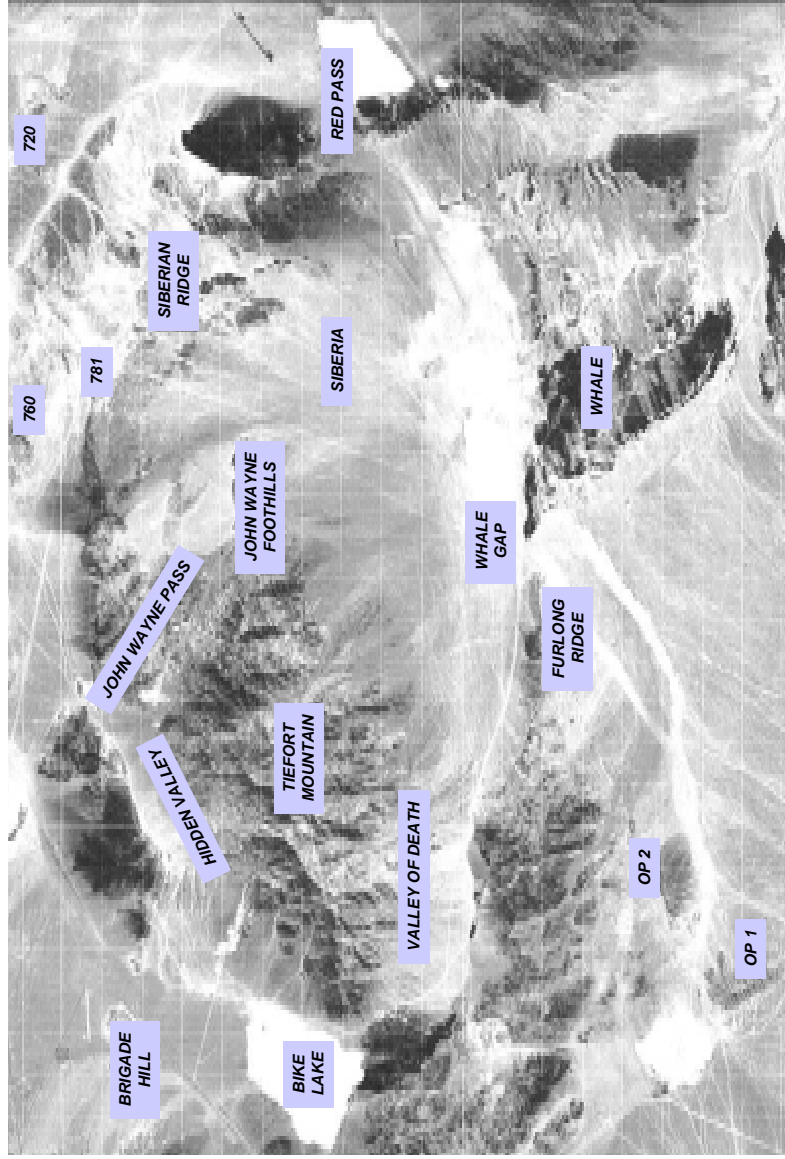 760
720
781
BRIGADE
HILL
JOHN WAYNE PASS
SIBERIAN
RIDGE
HIDDEN VALLEY
JOHN WAYNE
FOOTHILLS
TIEFORT
MOUNTAIN
BIKE
LAKE
SIBERIA
RED PASS
VALLEY OF DEATH
WHALE
GAP
FURLONG
RIDGE
WHALE
OP 2
OP 1